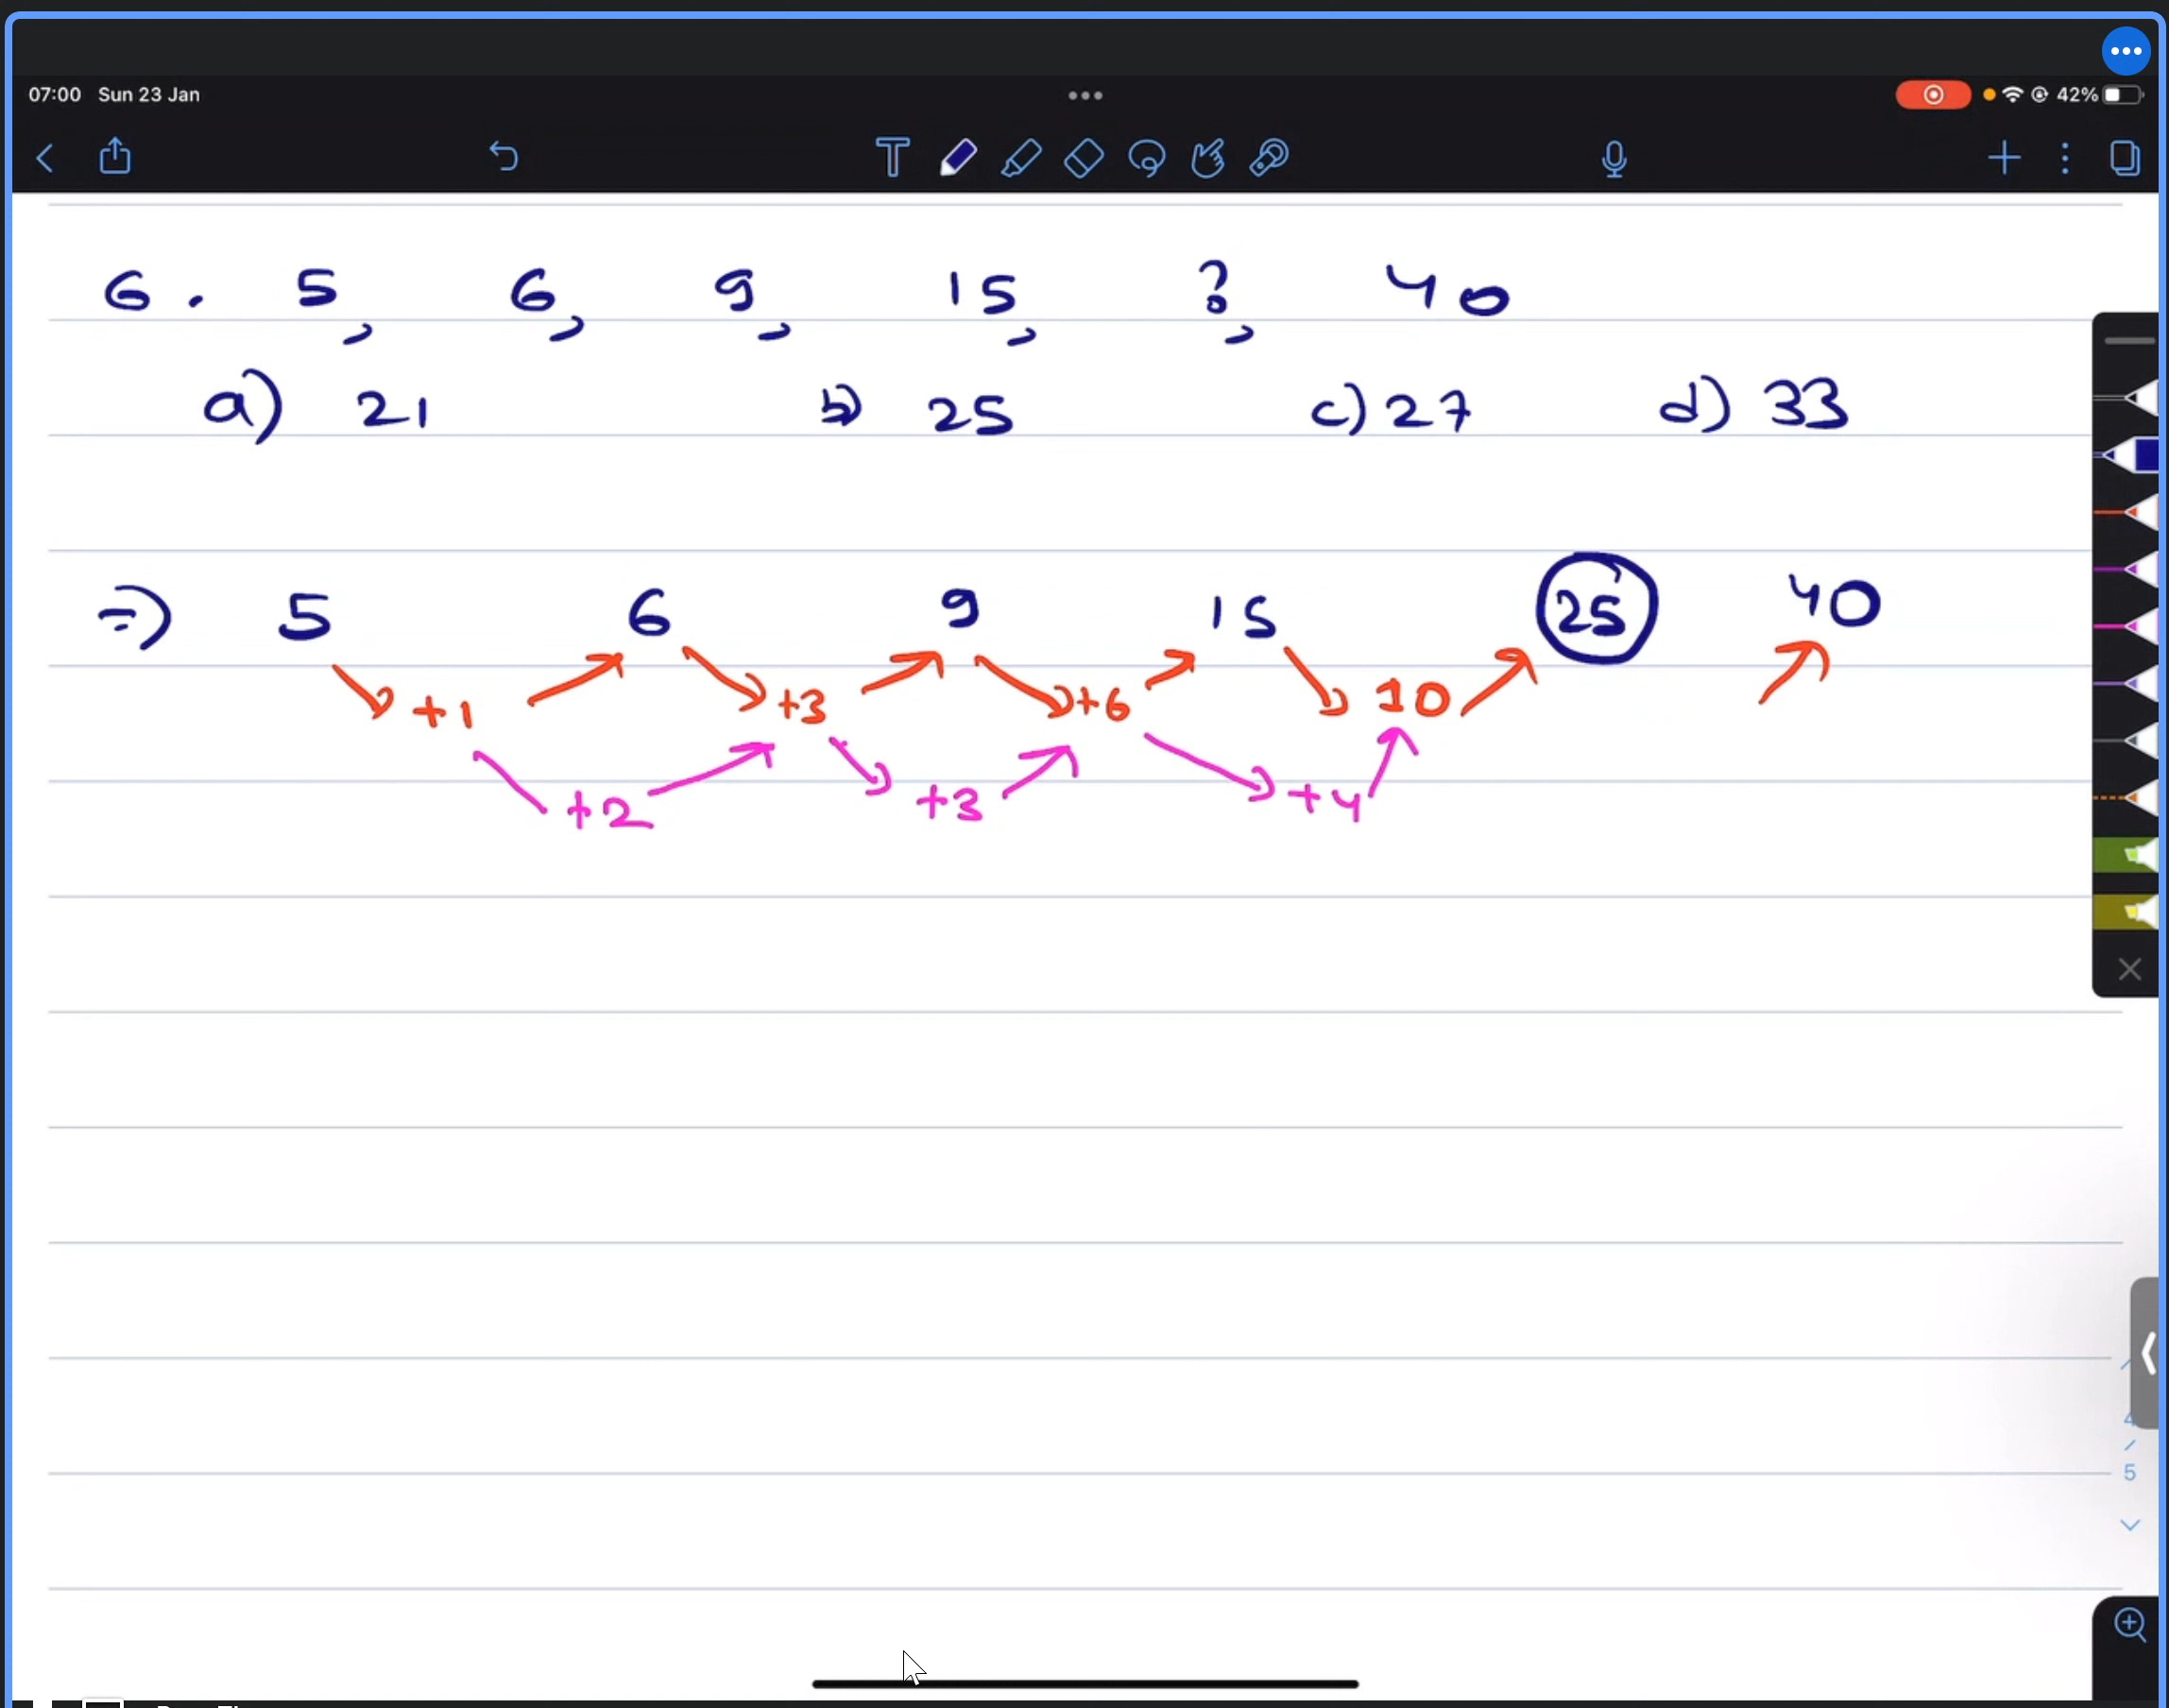 07:00 Sun 23 Jan
42%
6. 5, 6, 9, 15, ?, 40
a) 21 b) 25 c) 27 d) 33
⇒) 5 6 9 15 25 40
+1 +3 +6 10
+2 +3 +4
5